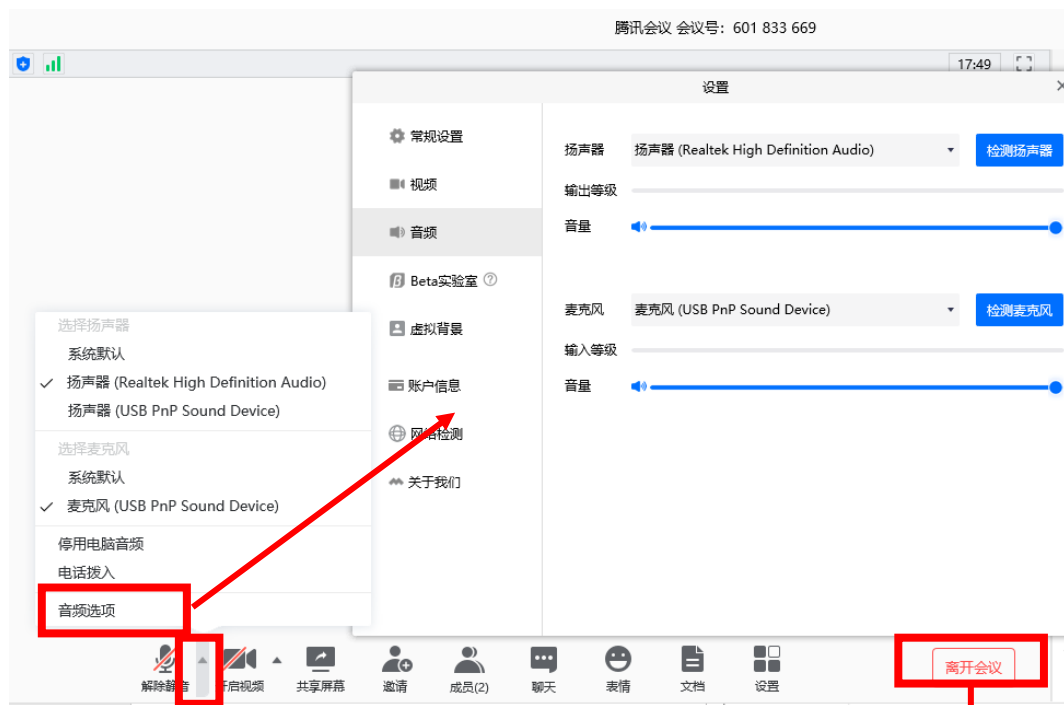 腾讯会议 会议号：601 833 669
17:49
设置
常规设置
视频
音频
Beta实验室
虚拟背景
账户信息
网络检测
关于我们
扬声器 扬声器 (Realtek High Definition Audio) 检测扬声器
输出等级
音量
麦克风 麦克风 (USB PnP Sound Device) 检测麦克风
输入等级
音量
选择扬声器
系统默认
扬声器 (Realtek High Definition Audio)
扬声器 (USB PnP Sound Device)
选择麦克风
系统默认
麦克风 (USB PnP Sound Device)
停用电脑音频
电话拨入
音频选项
解除静音 开启视频 共享屏幕 邀请 成员(2) 聊天 表情 文档 设置 离开会议